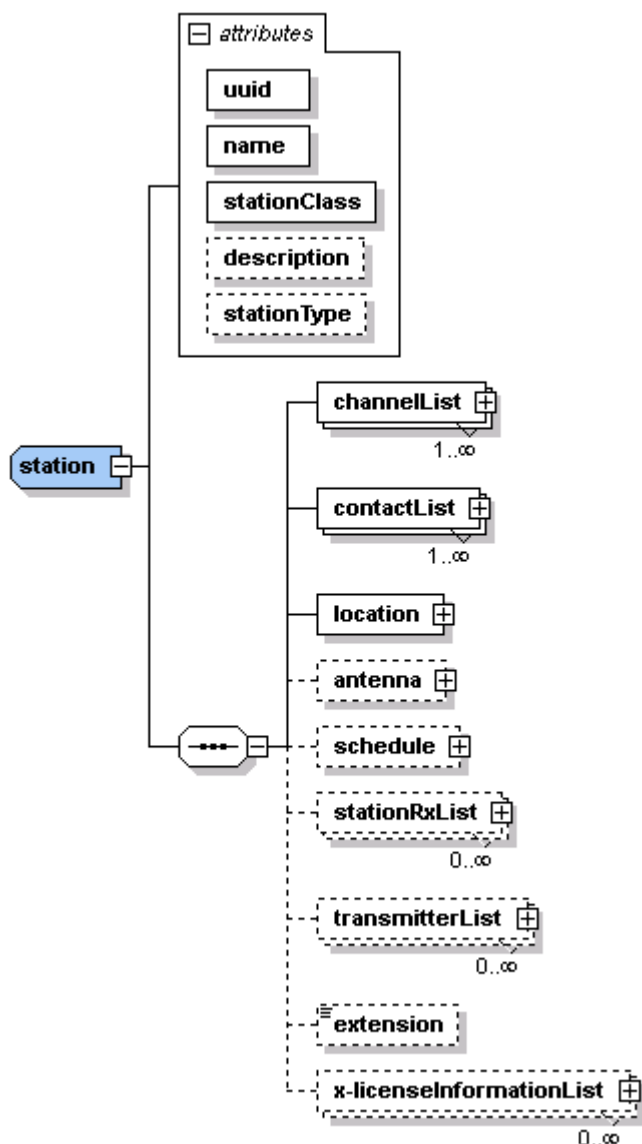 attributes
uuid
name
stationClass
description
stationType
station
channelList
1..∞
contactList
1..∞
location
antenna
schedule
stationRxList
0..∞
transmitterList
0..∞
extension
x-licenseInformationList
0..∞